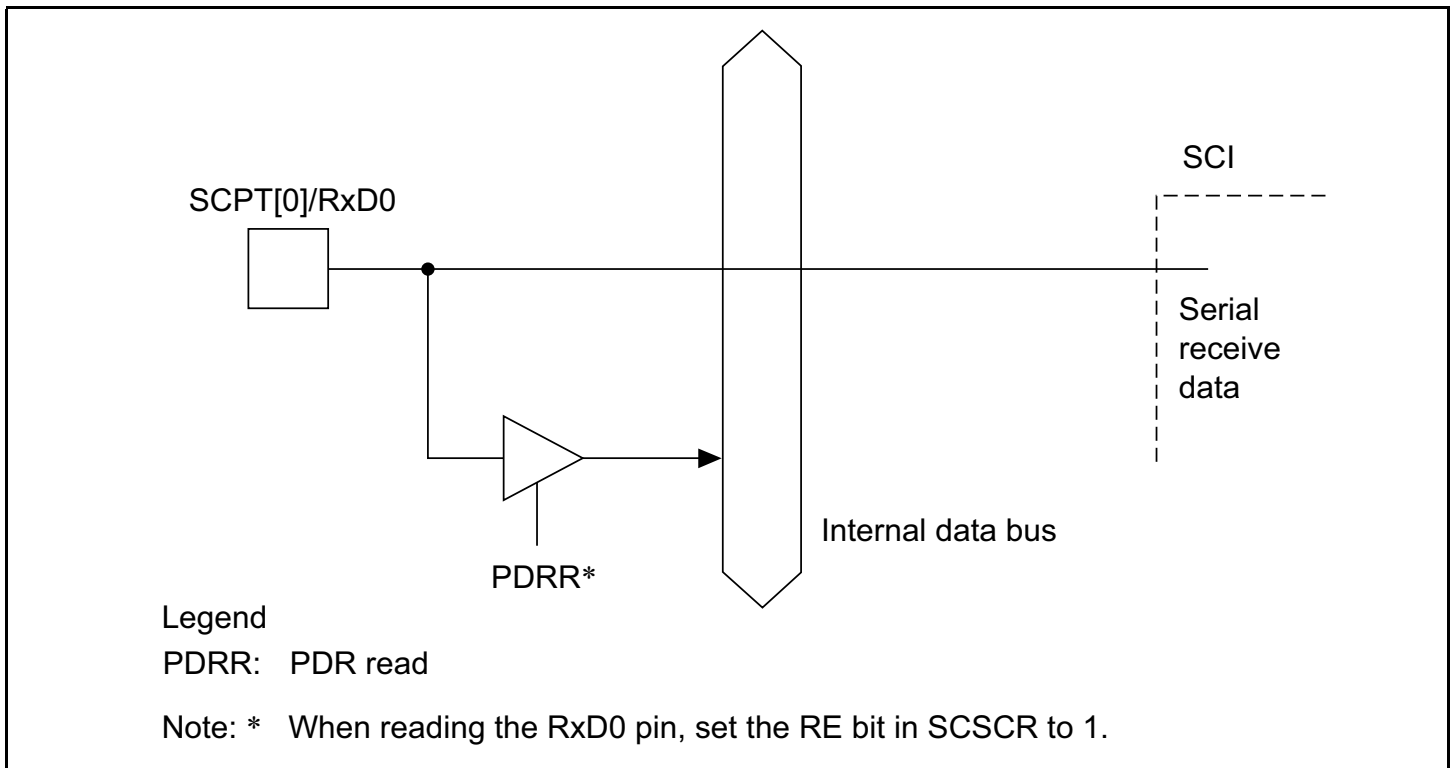 SCI
SCPT[0]/RxD0
Serial
receive
data
Internal data bus
PDRR*
Legend
PDRR: PDR read
Note: * When reading the RxD0 pin, set the RE bit in SCSCR to 1.